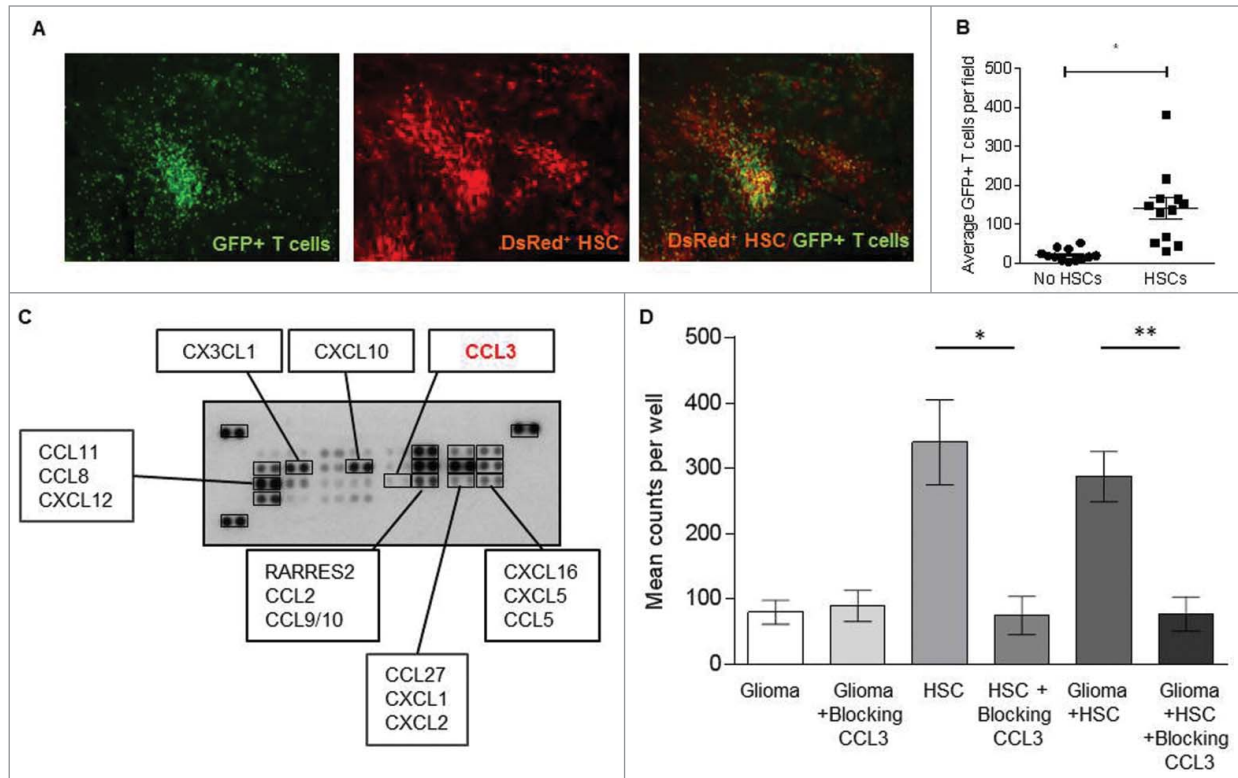 A
GFP+ T cells
DsRed⁺ HSC
DsRed⁺ HSC/GFP+ T cells
B
*
Average GFP+ T cells per field
500
400
300
200
100
0
No HSCs
HSCs
C
CX3CL1
CXCL10
CCL3
CCL11
CCL8
CXCL12
RARRES2
CCL2
CCL9/10
CXCL16
CXCL5
CCL5
CCL27
CXCL1
CXCL2
D
Mean counts per well
500
400
300
200
100
0
*
**
Glioma
Glioma
+Blocking
CCL3
HSC
HSC +
Blocking
CCL3
Glioma
+HSC
Glioma
+HSC
+Blocking
CCL3